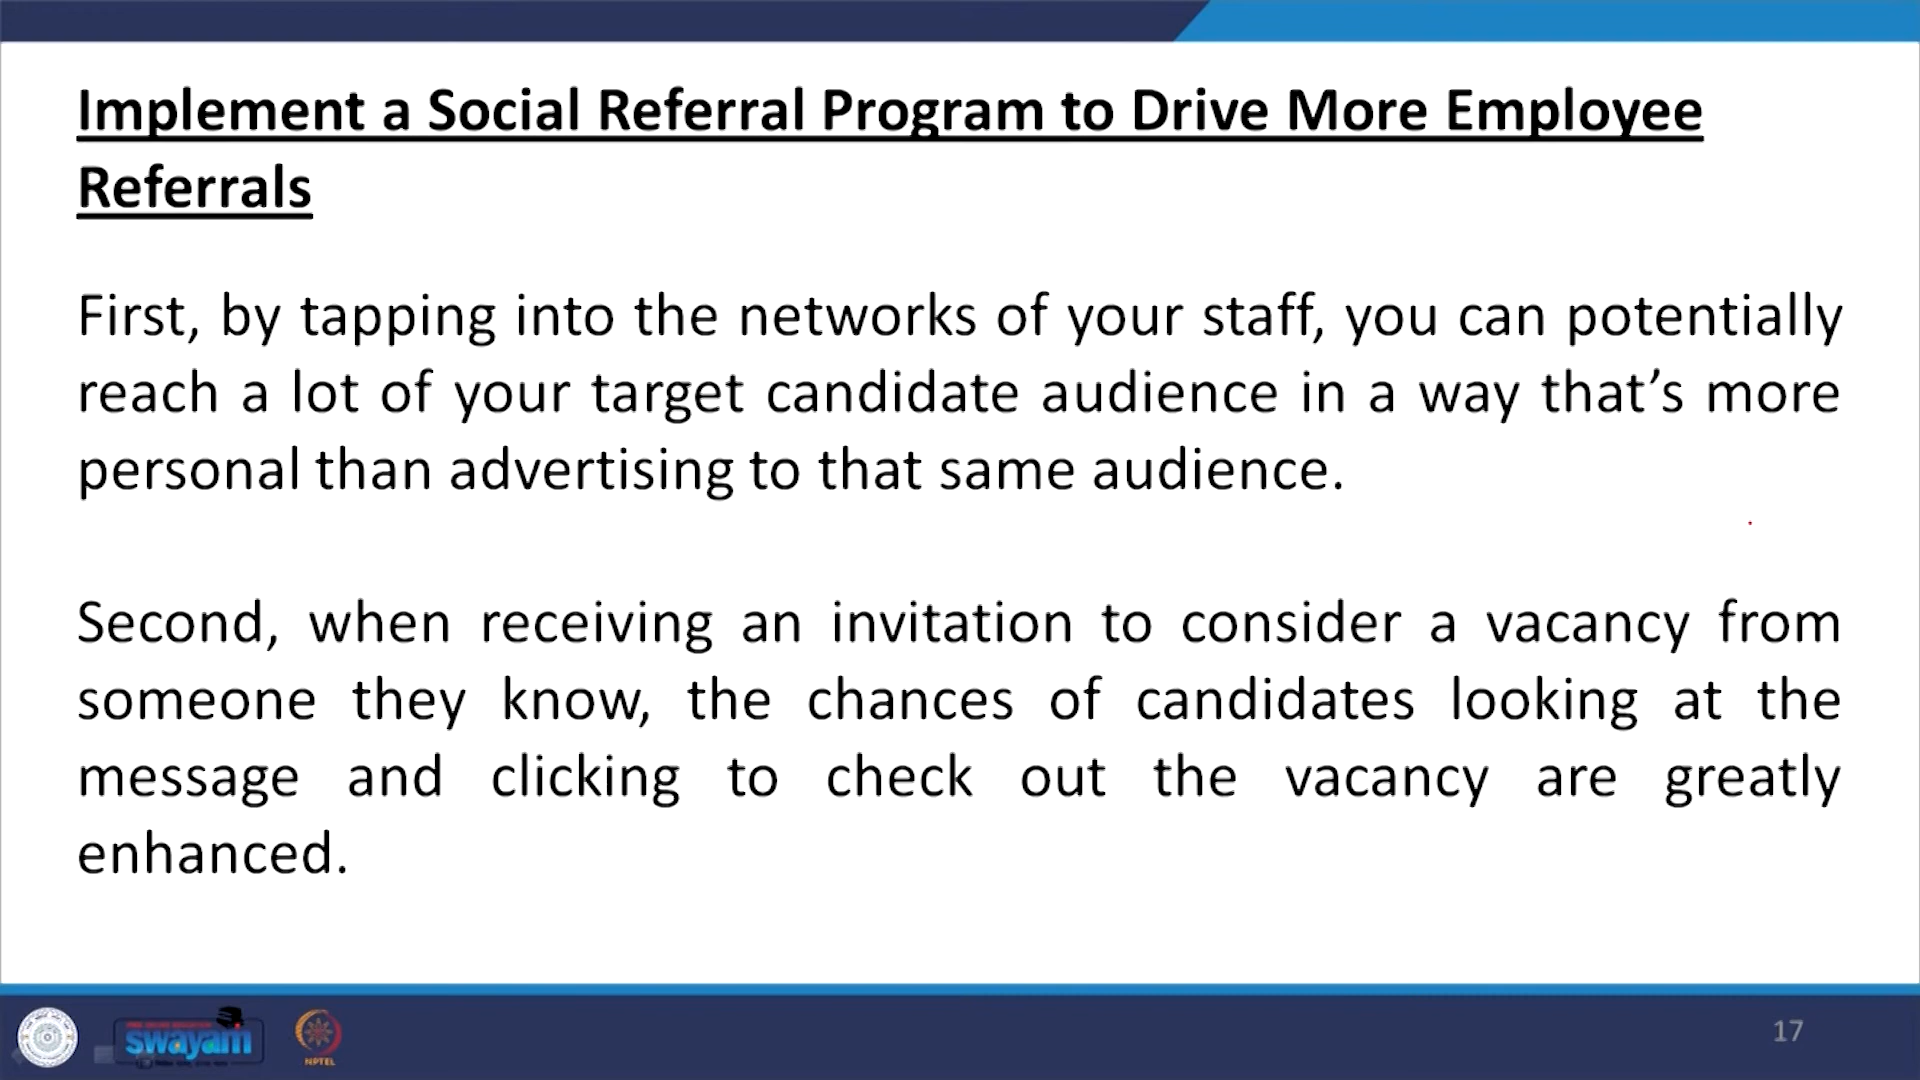 Implement a Social Referral Program to Drive More Employee
Referrals
First, by tapping into the networks of your staff, you can potentially
reach a lot of your target candidate audience in a way that’s more
personal than advertising to that same audience.
Second, when receiving an invitation to consider a vacancy from
someone they know, the chances of candidates looking at the
message and clicking to check out the vacancy are greatly
enhanced.
swayam
NPTEL
17